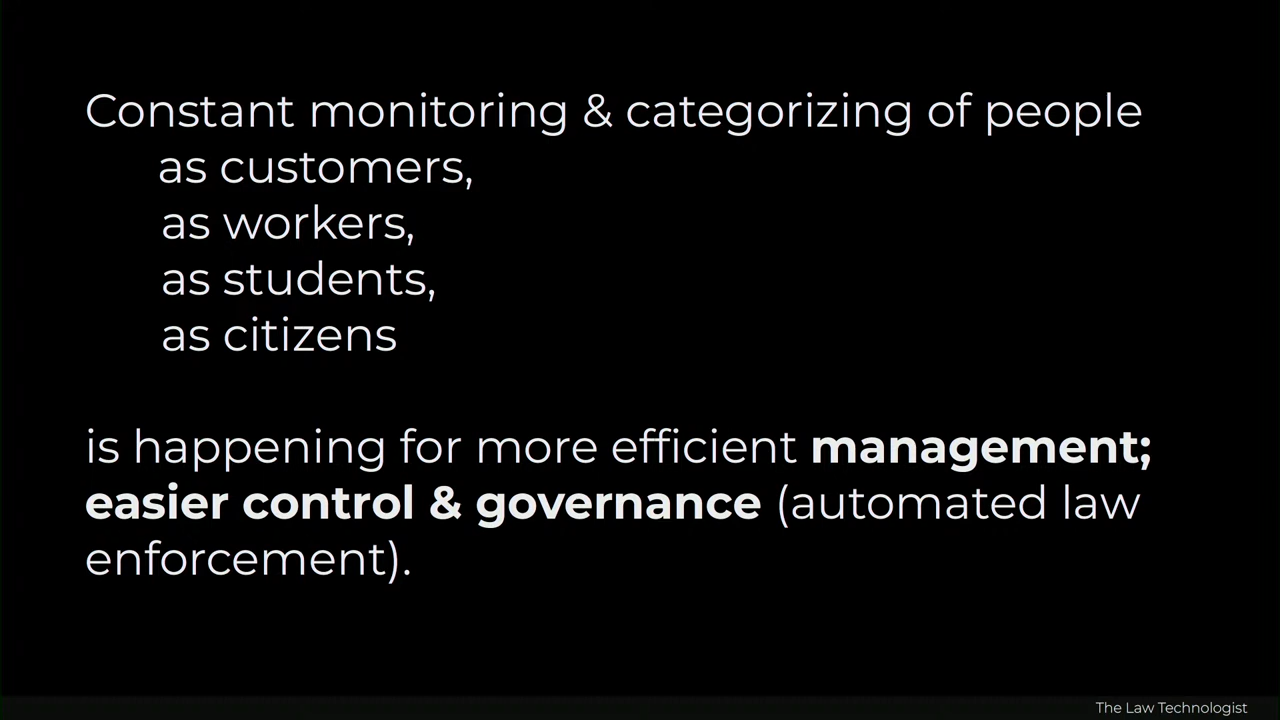 Constant monitoring & categorizing of people
as customers,
as workers,
as students,
as citizens
is happening for more efficient management;
easier control & governance (automated law
enforcement).
The Law Technologist